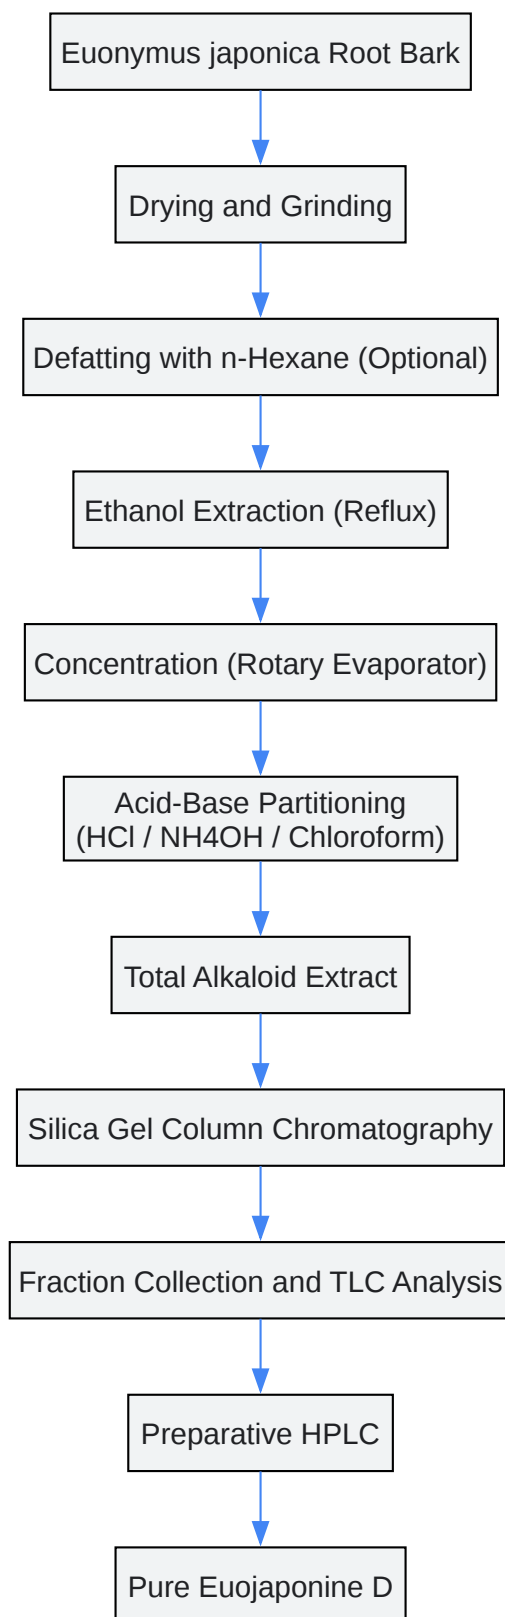 Euonymus japonica Root Bark
Drying and Grinding
Defatting with n-Hexane (Optional)
Ethanol Extraction (Reflux)
Concentration (Rotary Evaporator)
Acid-Base Partitioning
(HCl / NH4OH / Chloroform)
Total Alkaloid Extract
Silica Gel Column Chromatography
Fraction Collection and TLC Analysis
Preparative HPLC
Pure Euojaponine D